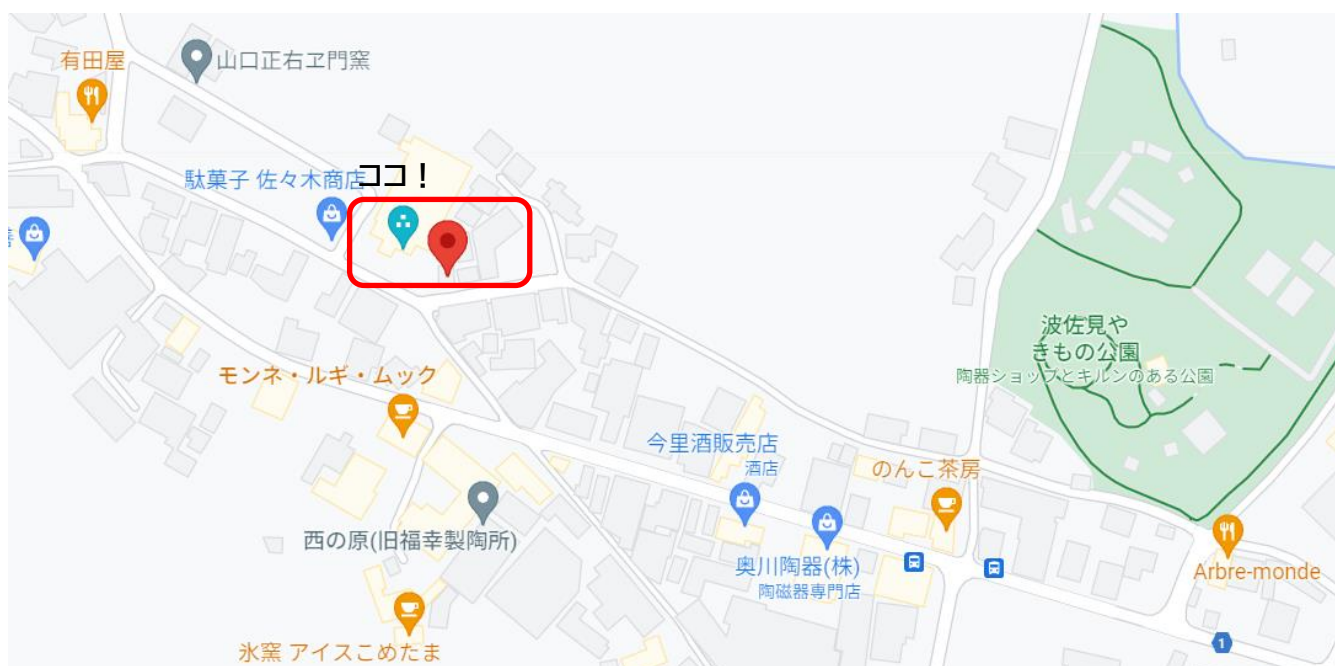 有田屋
山口正右ヱ門窯
駄菓子 佐々木商店
ココ！
善
モンネ・ルギ・ムック
波佐見や
きもの公園
陶器ショップとキルンのある公園
今里酒販売店
酒店
のんこ茶房
西の原(旧福幸製陶所)
奥川陶器(株)
陶磁器専門店
Arbre-monde
1
氷窯 アイスこめたま